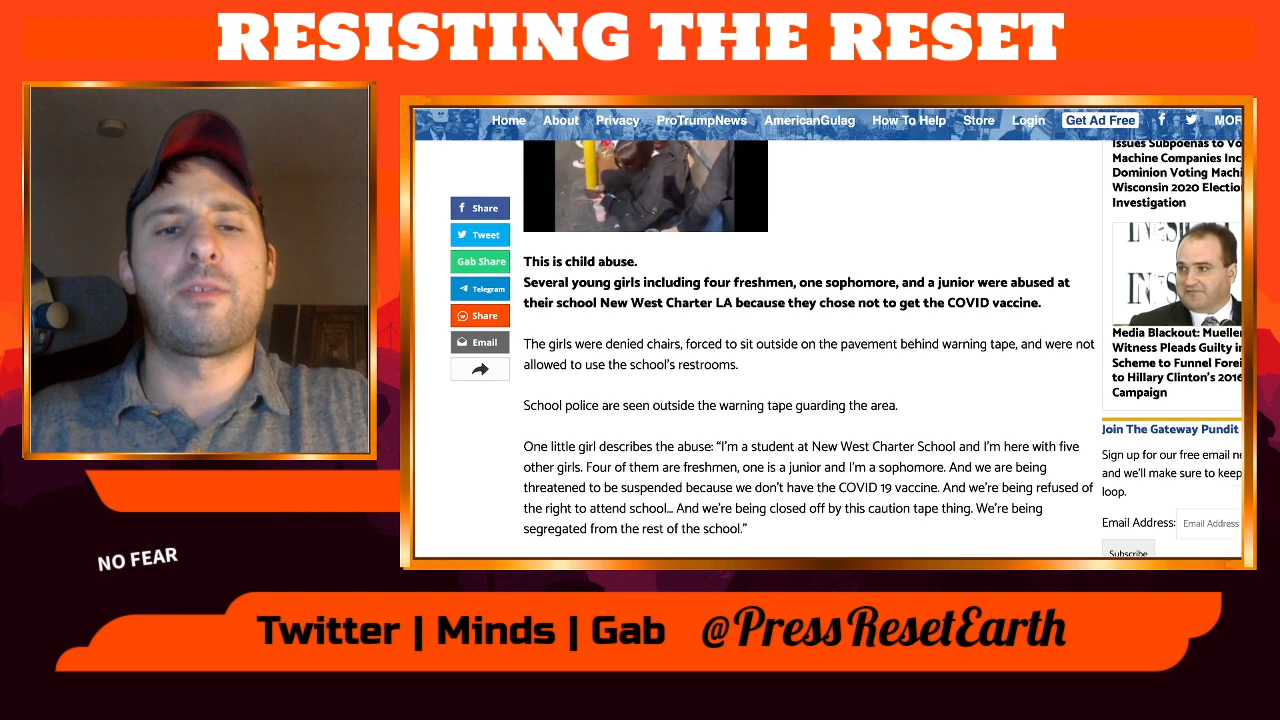 RESISTING THE RESET
Home About Privacy ProTrumpNews AmericanGulag How To Help Store Login Get Ad Free MOR
Share
Tweet
Gab Share
Telegram
Share
Email
This is child abuse.
Several young girls including four freshmen, one sophomore, and a junior were abused at
their school New West Charter LA because they chose not to get the COVID vaccine.
The girls were denied chairs, forced to sit outside on the pavement behind warning tape, and were not
allowed to use the school's restrooms.
School police are seen outside the warning tape guarding the area.
One little girl describes the abuse: “I'm a student at New West Charter School and I'm here with five
other girls. Four of them are freshmen, one is a junior and I'm a sophomore. And we are being
threatened to be suspended because we don't have the COVID 19 vaccine. And we're being refused of
the right to attend school… And we're being closed off by this caution tape thing. We're being
segregated from the rest of the school.”
Issues Subpoenas to Vo
Machine Companies Inc
Dominion Voting Machi
Wisconsin 2020 Election
Investigation
Media Blackout: Mueller
Witness Pleads Guilty in
Scheme to Funnel Forei
to Hillary Clinton's 2016
Campaign
Join The Gateway Pundit
Sign up for our free email ne
and we'll make sure to keep
loop.
Email Address: Email Address
Subscribe
NO FEAR
Twitter | Minds | Gab @PressResetEarth